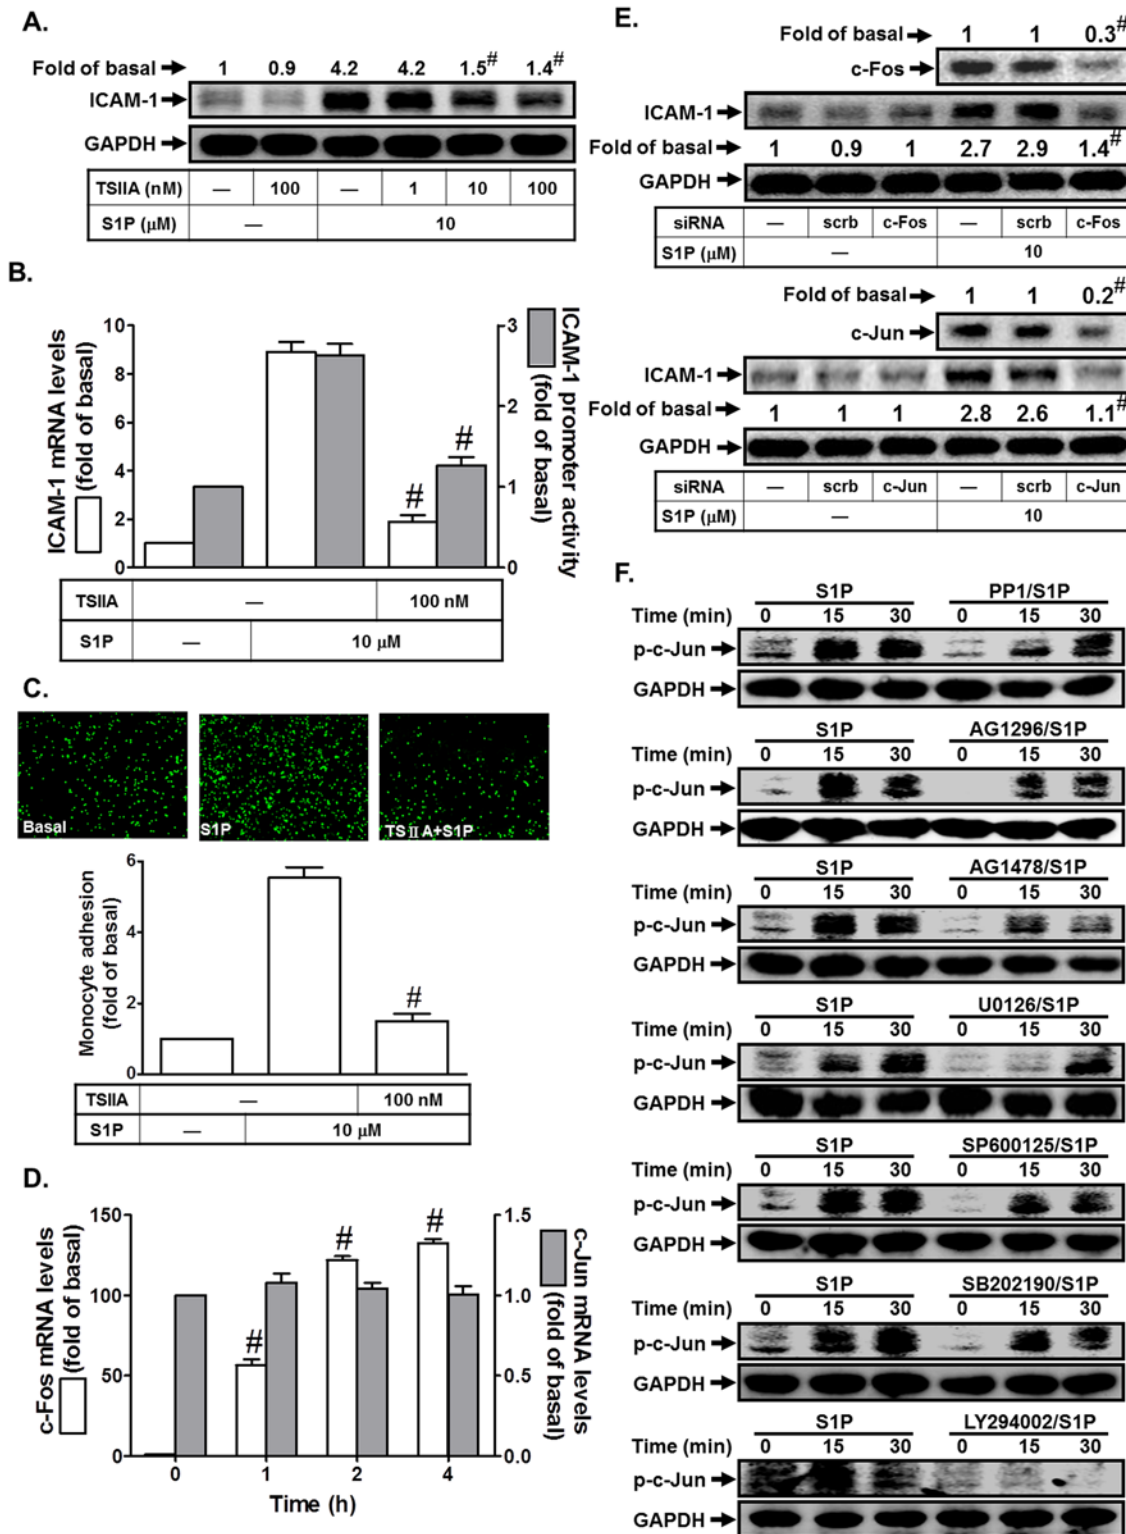 A.
Fold of basal 1 0.9 4.2 4.2 1.5# 1.4#
ICAM-1
GAPDH
TSIIA (nM) — 100 — 1 10 100
S1P (μM) — 10
B.
ICAM-1 mRNA levels
(fold of basal)
10
8
6
4
2
0
# #
3
2
1
0
ICAM-1 promoter activity
(fold of basal)
TSIIA — 100 nM
S1P — 10 μM
C.
Basal
S1P
TSⅡA+S1P
Monocyte adhesion
(fold of basal)
6
4
2
0
#
TSIIA — 100 nM
S1P — 10 μM
D.
c-Fos mRNA levels
(fold of basal)
150
100
50
0
# # #
1.5
1.0
0.5
0.0
c-Jun mRNA levels
(fold of basal)
0 1 2 4
Time (h)
E.
Fold of basal 1 1 0.3#
c-Fos
ICAM-1
Fold of basal 1 0.9 1 2.7 2.9 1.4#
GAPDH
siRNA — scrb c-Fos — scrb c-Fos
S1P (μM) — 10
Fold of basal 1 1 0.2#
c-Jun
ICAM-1
Fold of basal 1 1 1 2.8 2.6 1.1#
GAPDH
siRNA — scrb c-Jun — scrb c-Jun
S1P (μM) — 10
F.
S1P PP1/S1P
Time (min) 0 15 30 0 15 30
p-c-Jun
GAPDH
S1P AG1296/S1P
Time (min) 0 15 30 0 15 30
p-c-Jun
GAPDH
S1P AG1478/S1P
Time (min) 0 15 30 0 15 30
p-c-Jun
GAPDH
S1P U0126/S1P
Time (min) 0 15 30 0 15 30
p-c-Jun
GAPDH
S1P SP600125/S1P
Time (min) 0 15 30 0 15 30
p-c-Jun
GAPDH
S1P SB202190/S1P
Time (min) 0 15 30 0 15 30
p-c-Jun
GAPDH
S1P LY294002/S1P
Time (min) 0 15 30 0 15 30
p-c-Jun
GAPDH